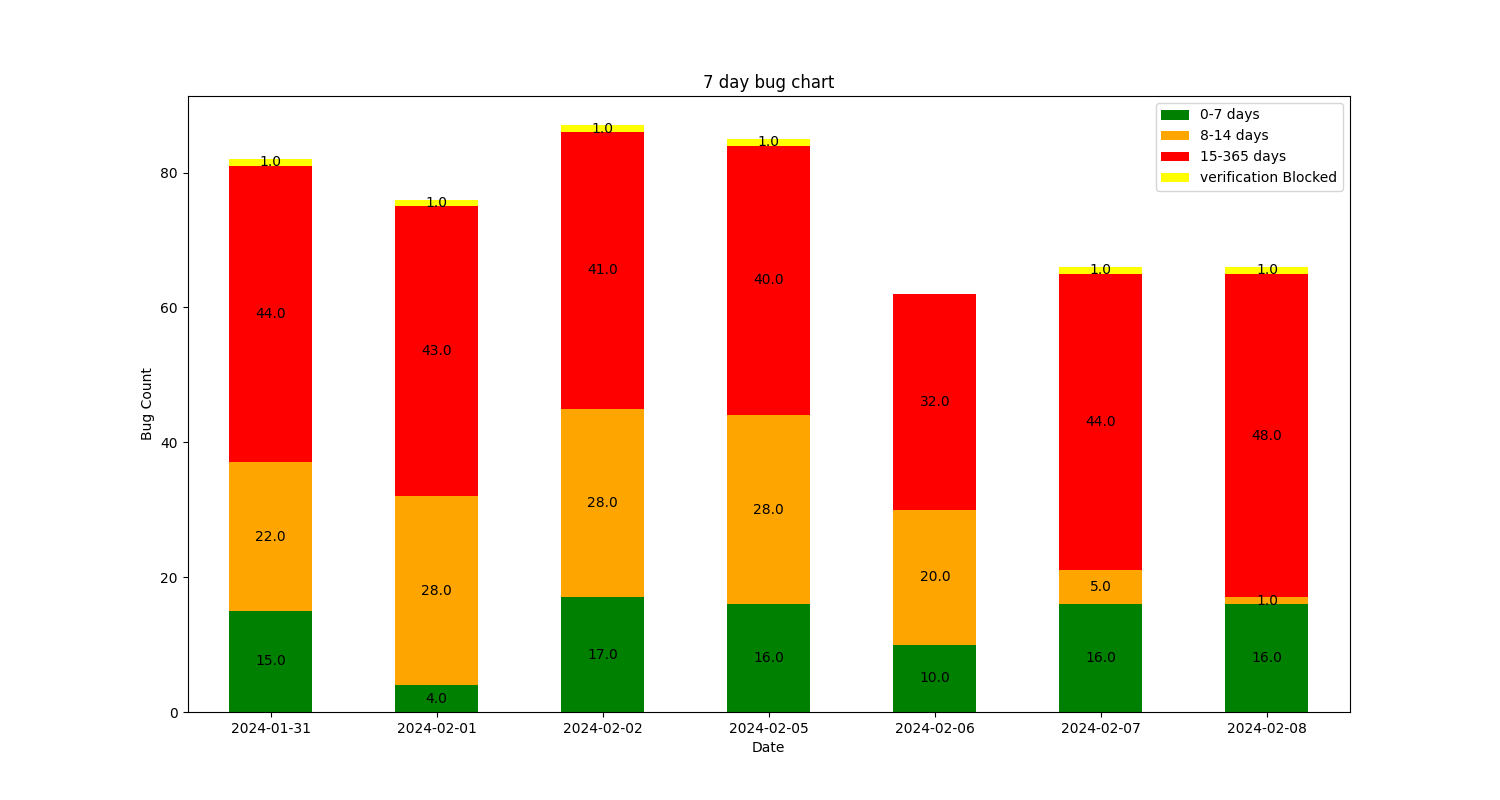 7 day bug chart
0-7 days
8-14 days
15-365 days
verification Blocked
Bug Count
80
60
40
20
0
1.0 1.0 1.0 1.0 1.0 1.0
44.0 43.0 41.0 40.0 32.0 44.0 48.0
22.0 28.0 28.0 28.0 20.0 5.0 1.0
15.0 4.0 17.0 16.0 10.0 16.0 16.0
2024-01-31 2024-02-01 2024-02-02 2024-02-05 2024-02-06 2024-02-07 2024-02-08
Date